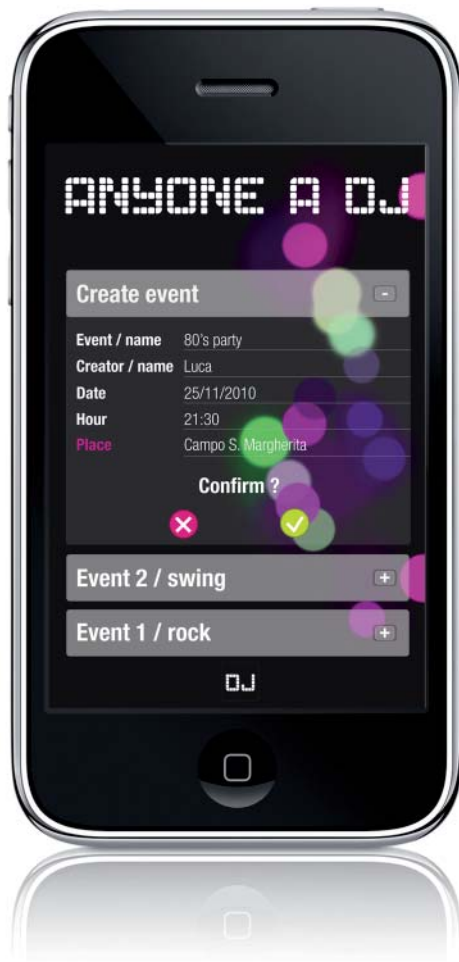 ANYONE A DJ
Create event -
Event / name 80's party
Creator / name Luca
Date 25/11/2010
Hour 21:30
Place Campo S. Margherita
Confirm ?
Event 2 / swing +
Event 1 / rock +
DJ